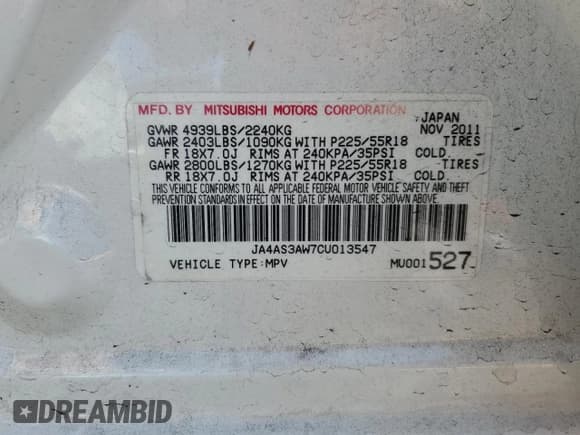 MFD. BY MITSUBISHI MOTORS CORPORATION JAPAN
GVWR 4939LBS/2240KG NOV 2011
GAWR 2403LBS/1090KG WITH P225/55R18 TIRES
FR 18X7.0J RIMS AT 240KPA/35PSI COLD.
GAWR 2800LBS/1270KG WITH P225/55R18 TIRES
RR 18X7.0J RIMS AT 240KPA/35PSI COLD.
THIS VEHICLE CONFORMS TO ALL APPLICABLE FEDERAL MOTOR VEHICLE SAFETY AND THEFT
PREVENTION STANDARDS IN EFFECT ON THE DATE OF MANUFACTURE SHOWN ABOVE.
JA4AS3AW7CU013547
VEHICLE TYPE:MPV MU001527
DREAMBID